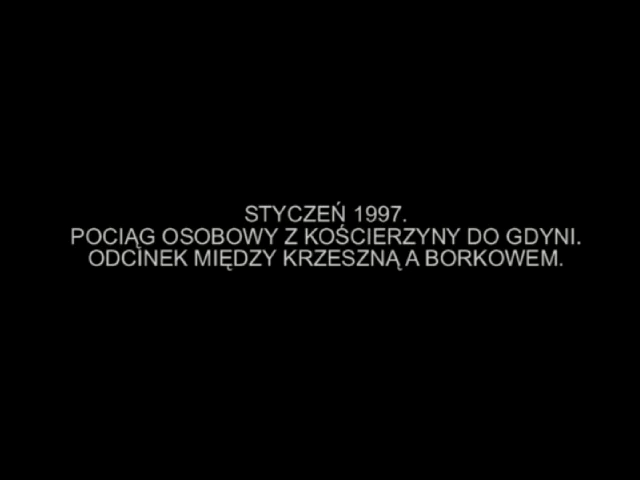 STYCZEŃ 1997.
POCIĄG OSOBOWY Z KOŚCIERZYNY DO GDYNI.
ODCINEK MIĘDZY KRZESZNĄ A BORKOWEM.